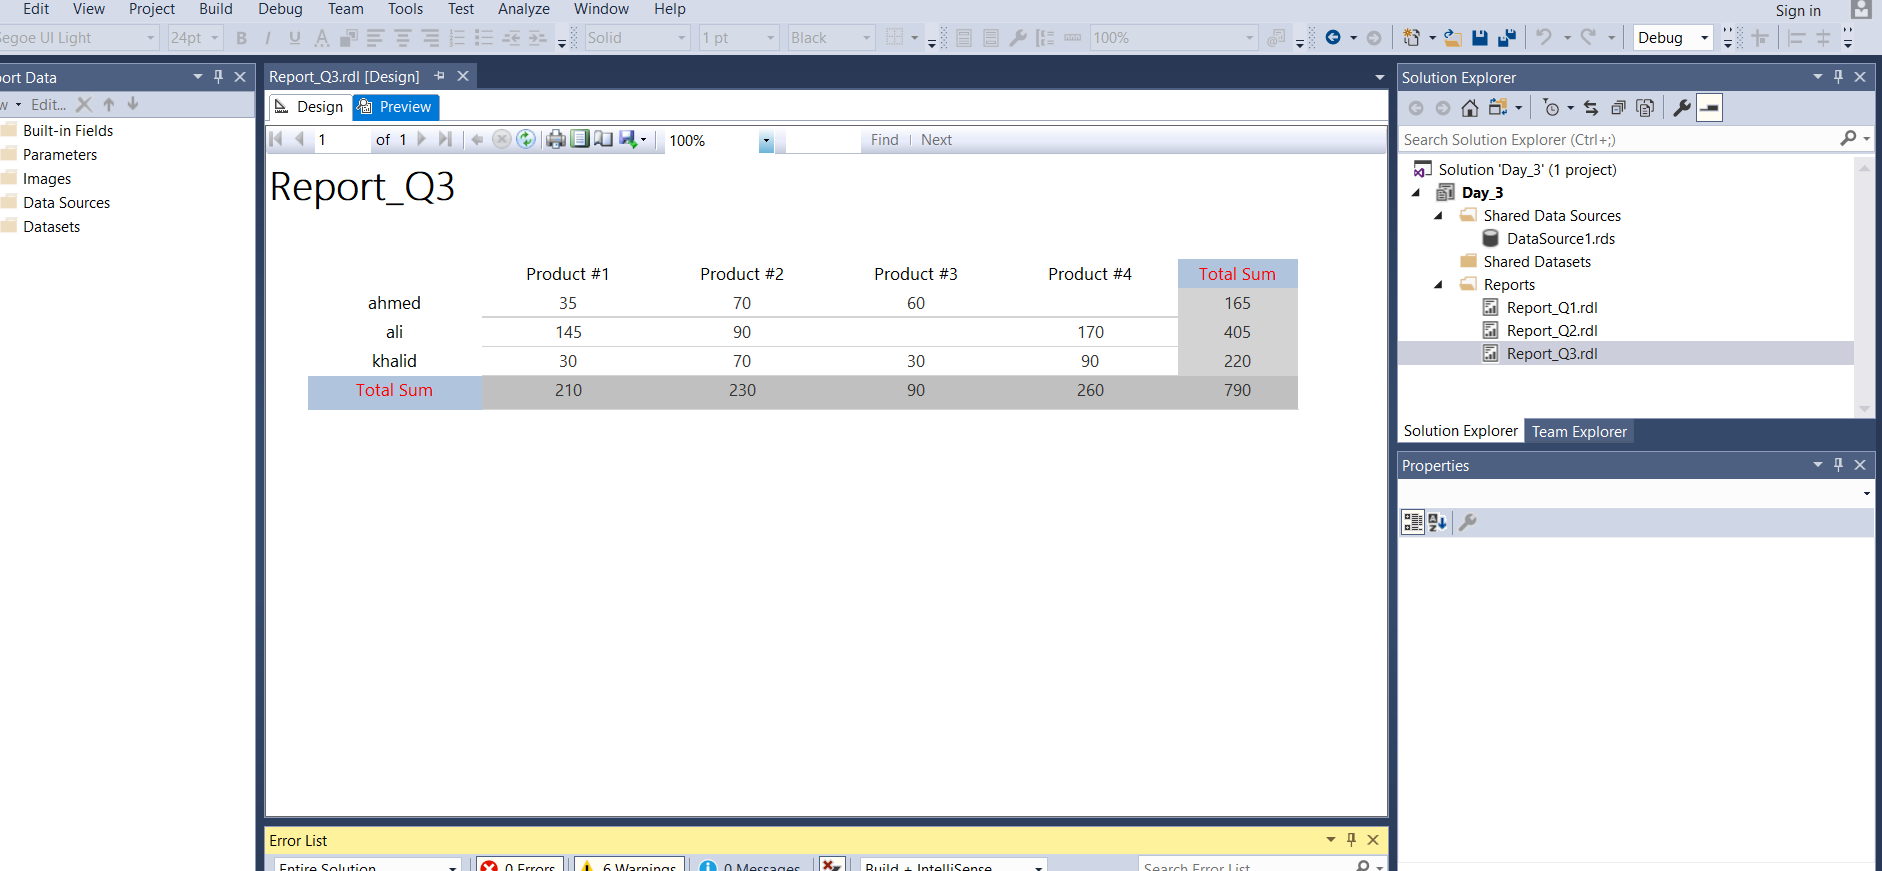 Edit View Project Build Debug Team Tools Test Analyze Window Help
Sign in
Segoe UI Light 24pt B I U A Solid 1 pt Black 100% Debug
ort Data
Report_Q3.rdl [Design]
Solution Explorer
w Edit...
Design Preview
Built-in Fields
Parameters
Images
Data Sources
Datasets
1 of 1 100% Find Next
Search Solution Explorer (Ctrl+;)
Solution 'Day_3' (1 project)
Day_3
Shared Data Sources
DataSource1.rds
Shared Datasets
Reports
Report_Q1.rdl
Report_Q2.rdl
Report_Q3.rdl
Solution Explorer Team Explorer
Properties
Report_Q3
Product #1 Product #2 Product #3 Product #4 Total Sum
ahmed 35 70 60 165
ali 145 90 170 405
khalid 30 70 30 90 220
Total Sum 210 230 90 260 790
Error List
Entire Solution 0 Errors 6 Warnings 0 Messages Build + IntelliSense Search Error List